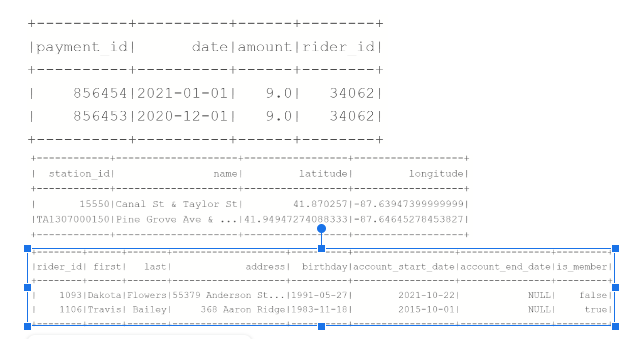 +----------+----------+------+--------+
|payment_id|      date|amount|rider_id|
+----------+----------+------+--------+
|    856454|2021-01-01|   9.0|   34062|
|    856453|2020-12-01|   9.0|   34062|
+----------+----------+------+--------+
+------------+--------------------+-----------------+------------------+
|  station_id|                name|         latitude|         longitude|
+------------+--------------------+-----------------+------------------+
|       15550|Canal St & Taylor St|        41.870257|-87.63947399999999|
|TA1307000150|Pine Grove Ave & ...|41.94947274088333|-87.64645278453827|
+------------+--------------------+-----------------+------------------+
+--------+------+-------+--------------------+----------+------------------+----------------+---------+
|rider_id| first|   last|             address|  birthday|account_start_date|account_end_date|is_member|
+--------+------+-------+--------------------+----------+------------------+----------------+---------+
|    1093|Dakota|Flowers|55379 Anderson St...|1991-05-27|        2021-10-22|            NULL|    false|
|    1106|Travis| Bailey|     368 Aaron Ridge|1983-11-18|        2015-10-01|            NULL|     true|
+--------+------+-------+--------------------+----------+------------------+----------------+---------+